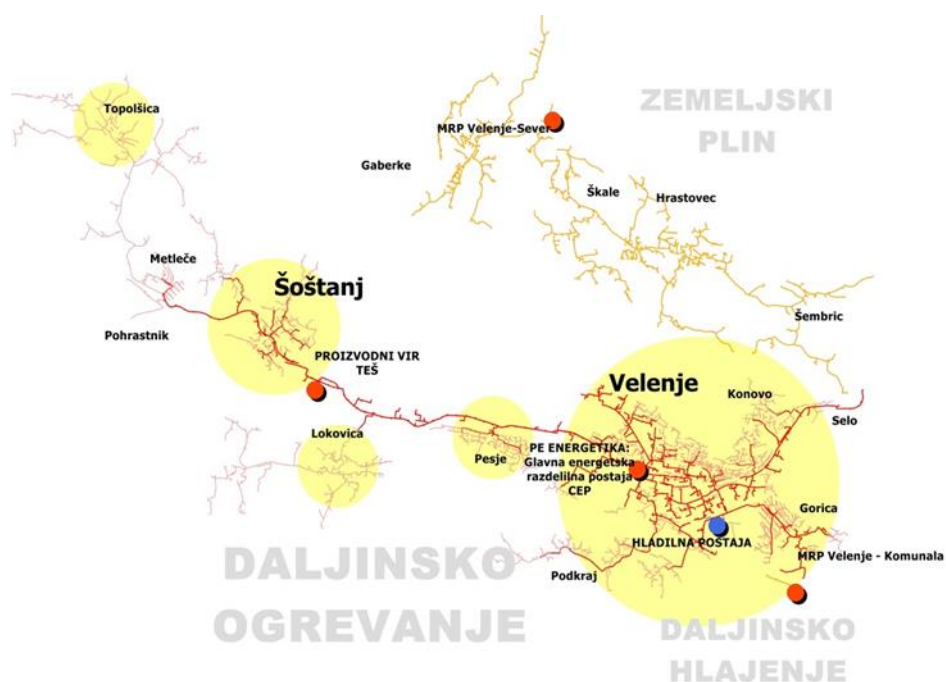 ZEMELJSKI
PLIN
Topolšica
MRP Velenje-Sever
Gaberke
Škale
Hrastovec
Metleče
Šoštanj
Šembric
Pohrastnik
PROIZVODNI VIR
TEŠ
Velenje
Konovo
Selo
Lokovica
Pesje
PE ENERGETIKA:
Glavna energetska
razdelilna postaja
CEP
Gorica
HLADILNA POSTAJA
MRP Velenje - Komunala
Podkraj
DALJINSKO
OGREVANJE
DALJINSKO
HLAJENJE